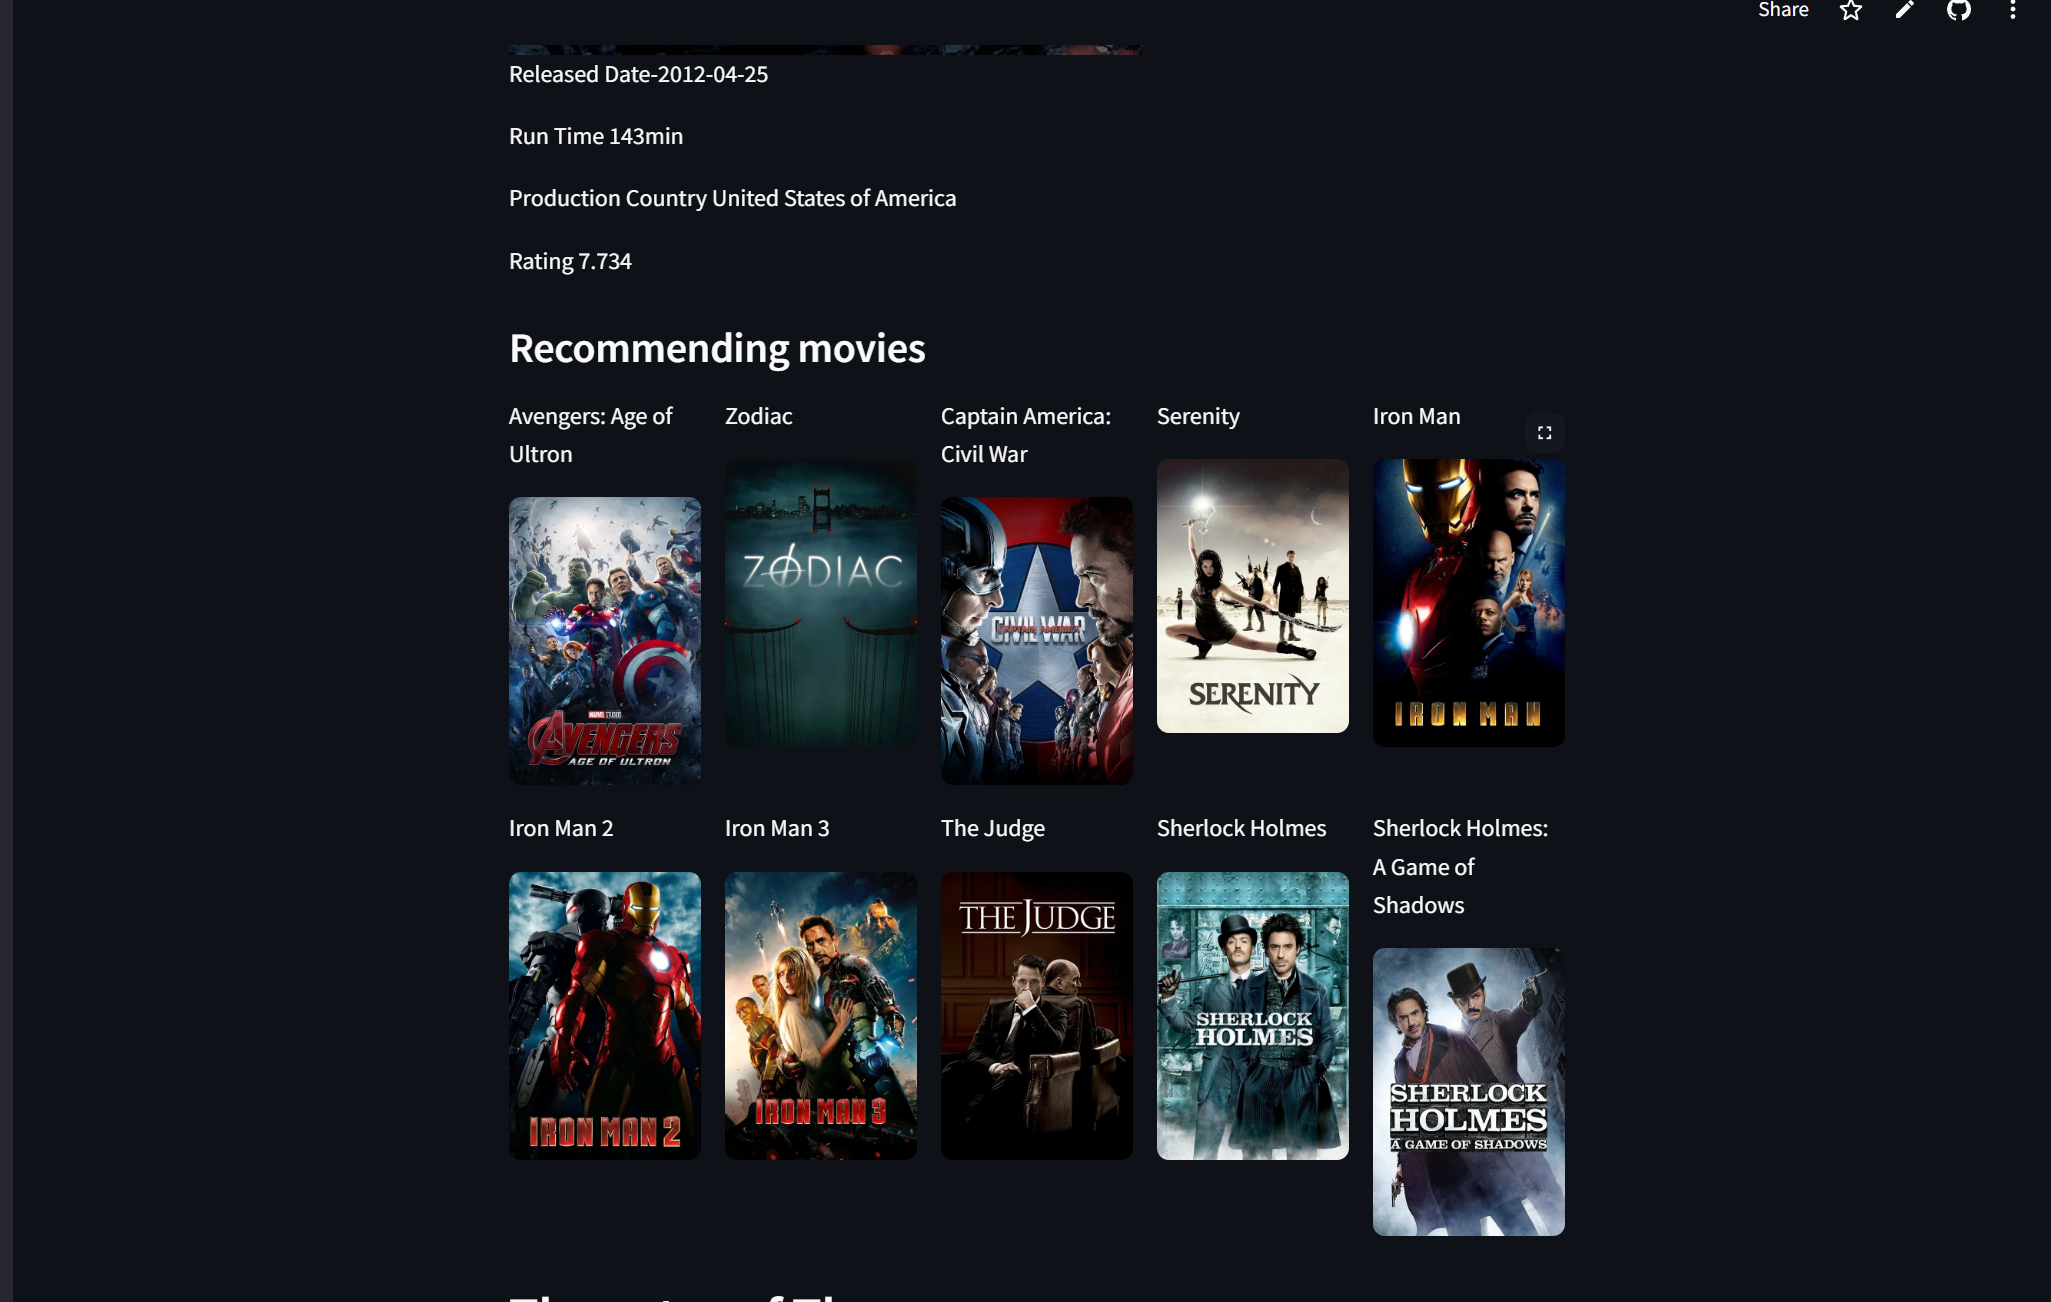 Share
Released Date-2012-04-25
Run Time 143min
Production Country United States of America
Rating 7.734
Recommending movies
Avengers: Age of
Ultron
Zodiac
Captain America:
Civil War
Serenity
Iron Man
MARVEL STUDIOS
AVENGERS
AGE OF ULTRON
ZODIAC
CAPTAIN AMERICA
CIVIL WAR
SERENITY
IRON MAN
Iron Man 2
Iron Man 3
The Judge
Sherlock Holmes
Sherlock Holmes:
A Game of
Shadows
IRON MAN 2
IRON MAN 3
THE JUDGE
SHERLOCK
HOLMES
SHERLOCK
HOLMES
A GAME OF SHADOWS